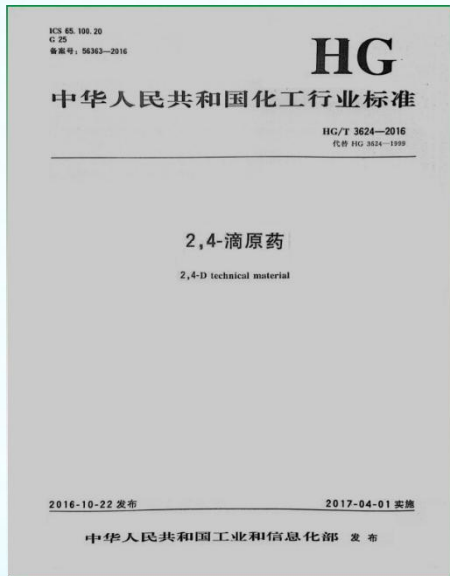 ICS 65.100.20
G 25
备案号：56363—2016
HG
中华人民共和国化工行业标准
HG/T 3624—2016
代替 HG 3624—1999
2,4-滴原药
2,4-D technical material
2016-10-22 发布
2017-04-01 实施
中华人民共和国工业和信息化部 发布